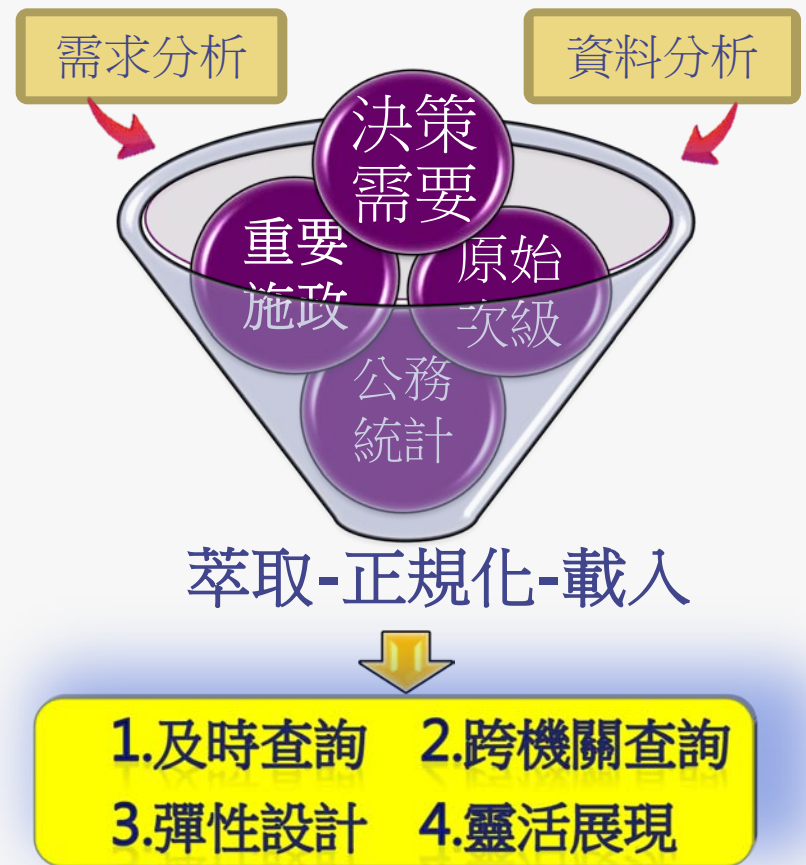 需求分析
資料分析
決策
需要
重要
施政
原始
次級
公務
統計
萃取-正規化-載入
1.及時查詢 2.跨機關查詢
3.彈性設計 4.靈活展現